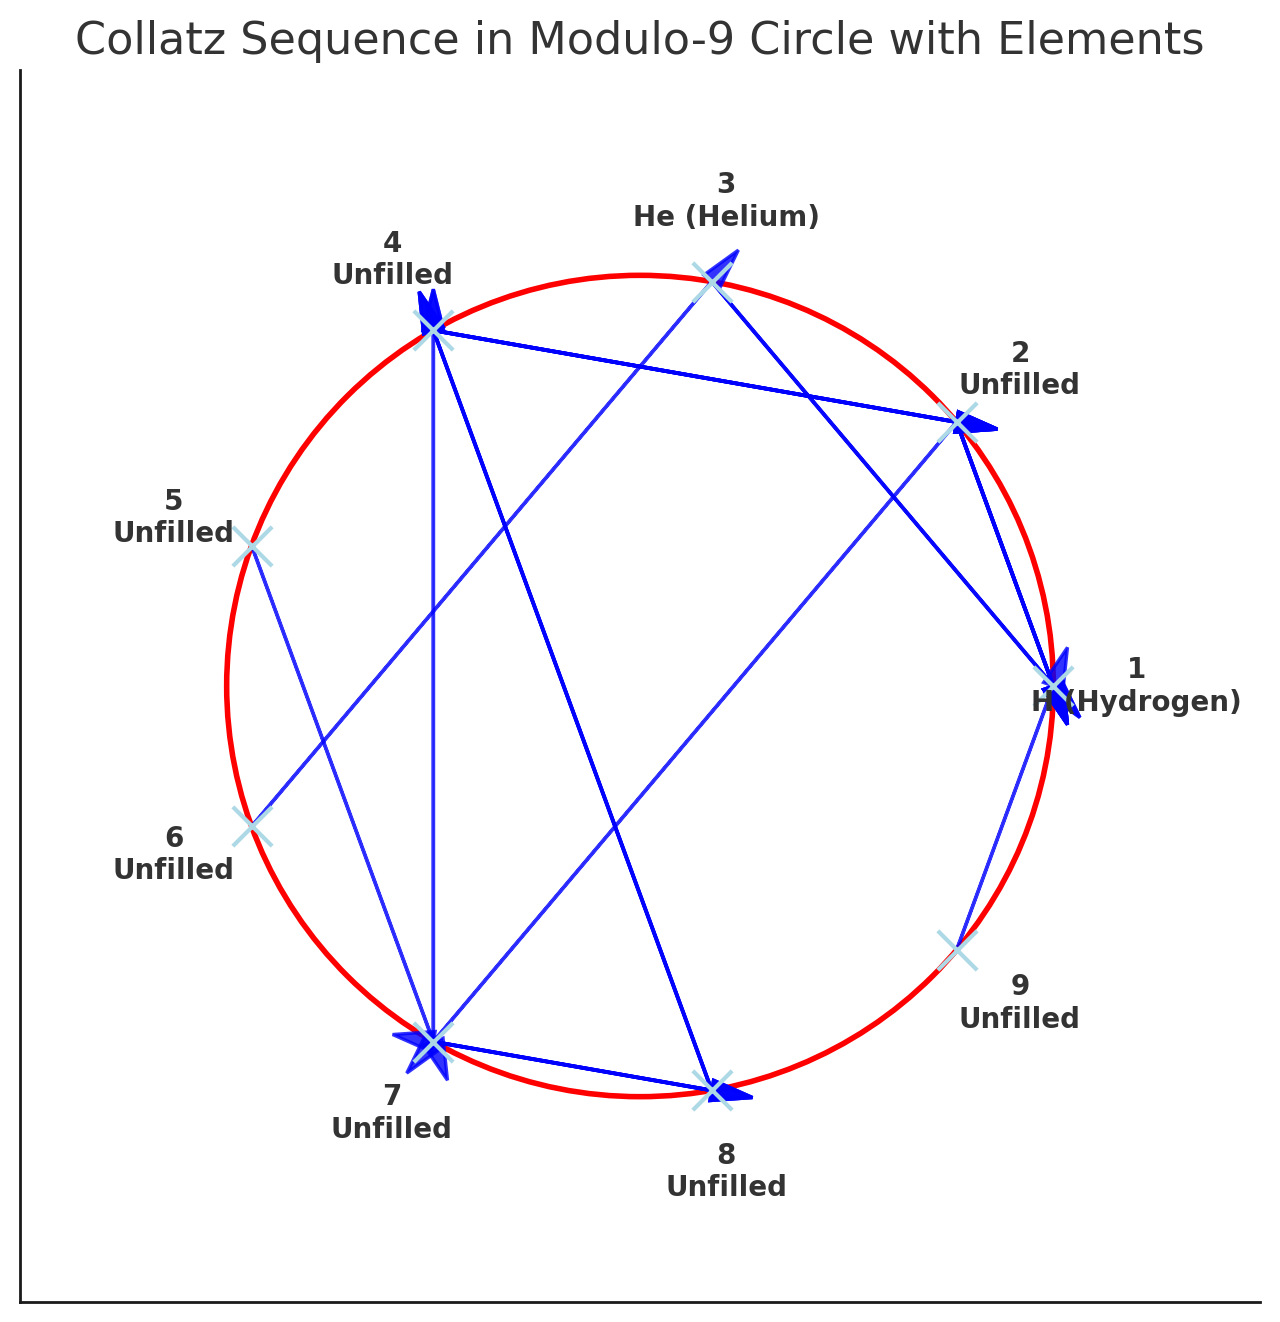 Collatz Sequence in Modulo-9 Circle with Elements
3
He (Helium)
4
Unfilled
2
Unfilled
5
Unfilled
1
H (Hydrogen)
6
Unfilled
9
Unfilled
7
Unfilled
8
Unfilled